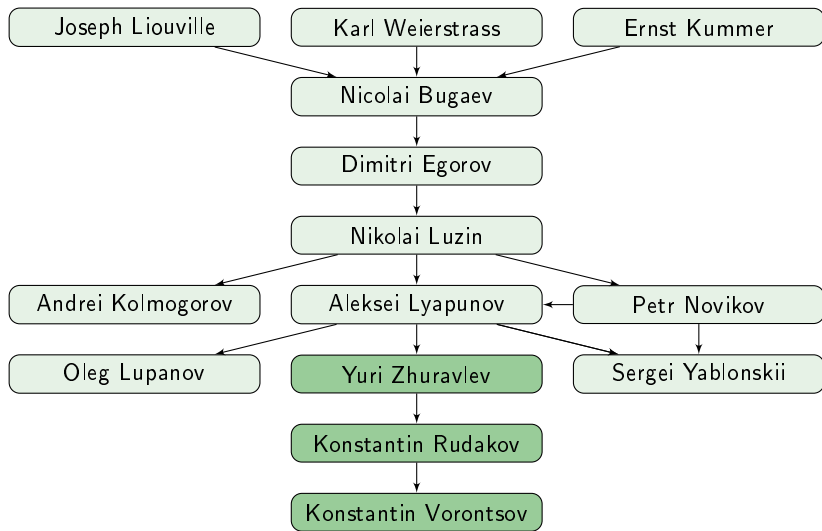 Joseph Liouville
Karl Weierstrass
Ernst Kummer
Nicolai Bugaev
Dimitri Egorov
Nikolai Luzin
Andrei Kolmogorov
Aleksei Lyapunov
Petr Novikov
Oleg Lupanov
Yuri Zhuravlev
Sergei Yablonskii
Konstantin Rudakov
Konstantin Vorontsov